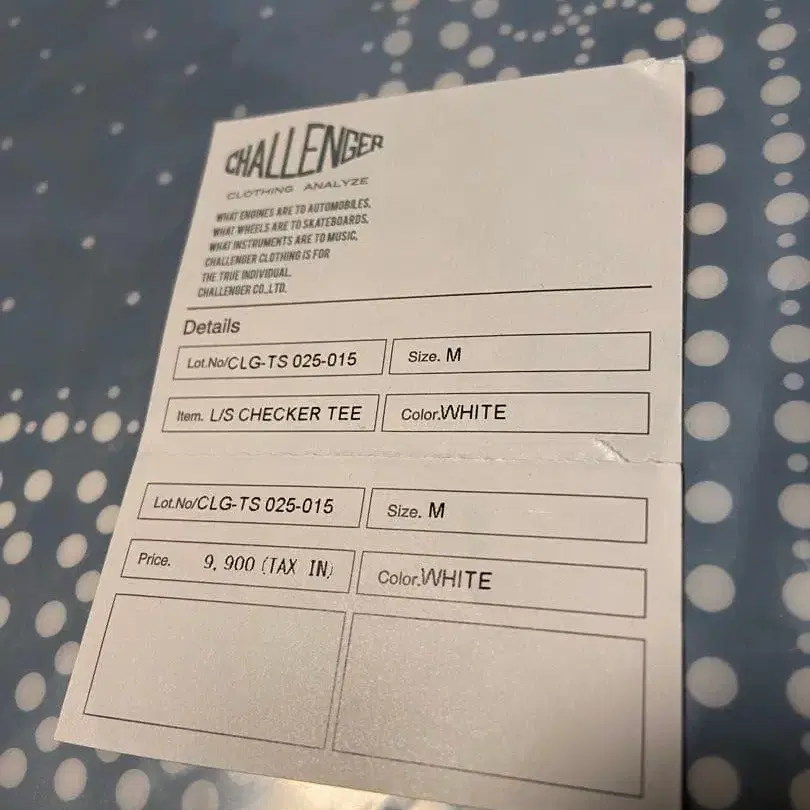 CHALLENGER
CLOTHING ANALYZE
WHAT ENGINES ARE TO AUTOMOBILES,
WHAT WHEELS ARE TO SKATEBOARDS,
WHAT INSTRUMENTS ARE TO MUSIC,
CHALLENGER CLOTHING IS FOR
THE TRUE INDIVIDUAL.
CHALLENGER CO.,LTD.
Details
Lot.No/CLG-TS 025-015 Size. M
Item. L/S CHECKER TEE Color.WHITE
Lot.No/CLG-TS 025-015 Size. M
Price. 9,900 (TAX IN) Color.WHITE